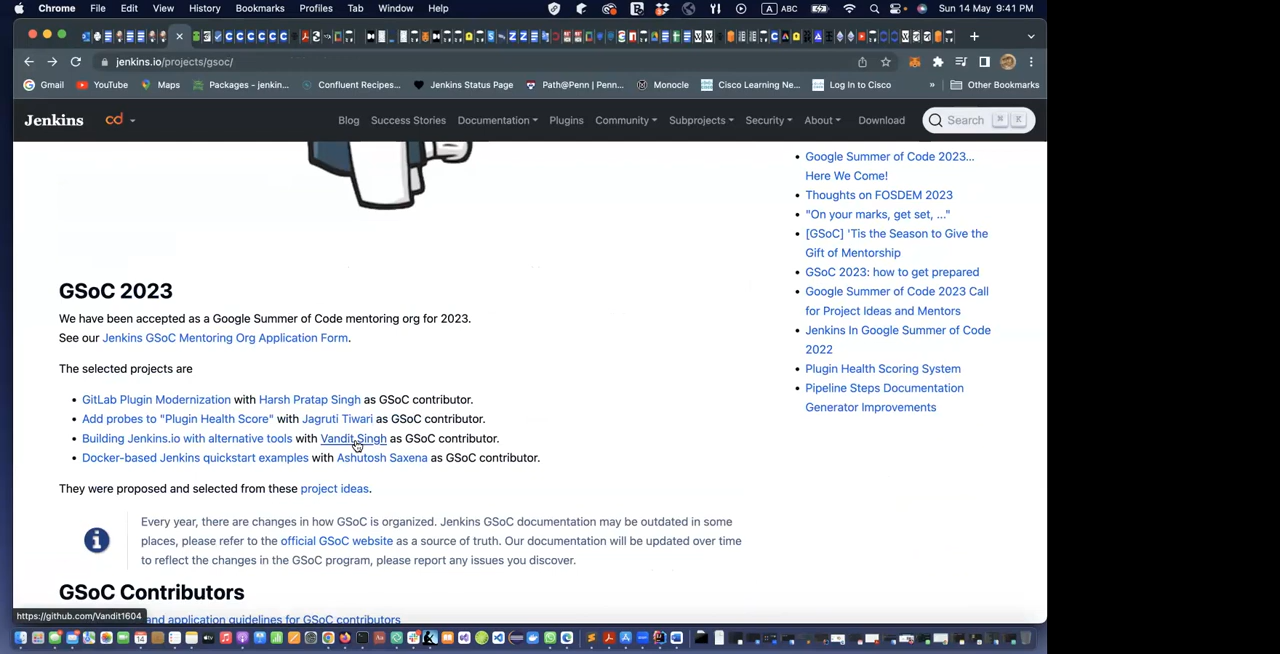 Chrome File Edit View History Bookmarks Profiles Tab Window Help ABC Sun 14 May 9:41 PM
jenkins.io/projects/gsoc/
Gmail YouTube Maps Packages - jenkin... Confluent Recipes... Jenkins Status Page Path@Penn | Penn... Monocle Cisco Learning Ne... Log In to Cisco » Other Bookmarks
Jenkins cd Blog Success Stories Documentation Plugins Community Subprojects Security About Download Search ⌘ K
GSoC 2023
We have been accepted as a Google Summer of Code mentoring org for 2023.
See our Jenkins GSoC Mentoring Org Application Form.
The selected projects are
• GitLab Plugin Modernization with Harsh Pratap Singh as GSoC contributor.
• Add probes to "Plugin Health Score" with Jagruti Tiwari as GSoC contributor.
• Building Jenkins.io with alternative tools with Vandit Singh as GSoC contributor.
• Docker-based Jenkins quickstart examples with Ashutosh Saxena as GSoC contributor.
They were proposed and selected from these project ideas.
Every year, there are changes in how GSoC is organized. Jenkins GSoC documentation may be outdated in some
places, please refer to the official GSoC website as a source of truth. Our documentation will be updated over time
to reflect the changes in the GSoC program, please report any issues you discover.
GSoC Contributors
and application guidelines for GSoC contributors
https://github.com/Vandit1604
• Google Summer of Code 2023...
Here We Come!
• Thoughts on FOSDEM 2023
• "On your marks, get set, ..."
• [GSoC] 'Tis the Season to Give the
Gift of Mentorship
• GSoC 2023: how to get prepared
• Google Summer of Code 2023 Call
for Project Ideas and Mentors
• Jenkins In Google Summer of Code
2022
• Plugin Health Scoring System
• Pipeline Steps Documentation
Generator Improvements